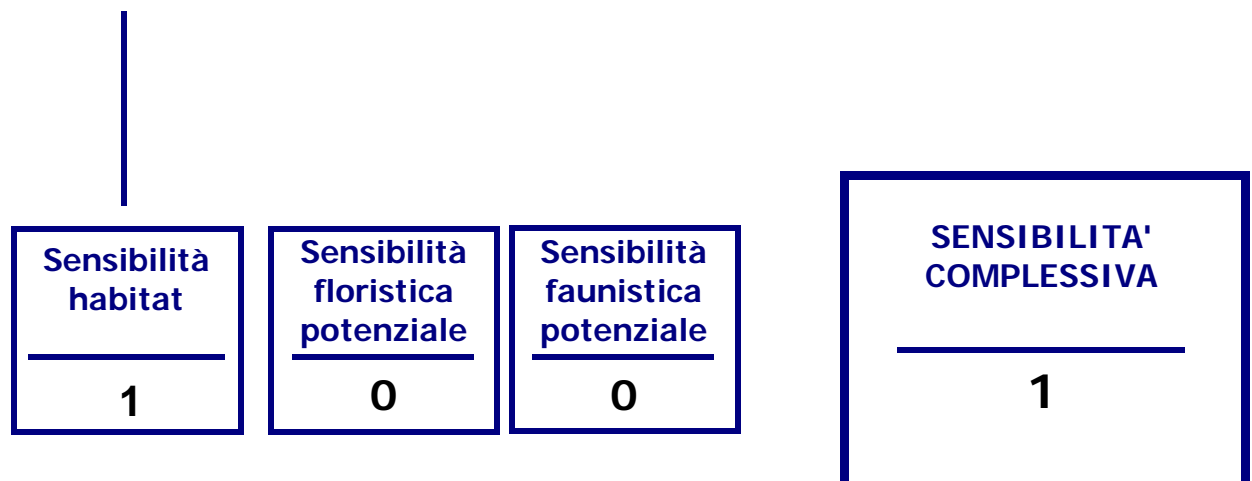 Sensibilità
habitat
1
Sensibilità
floristica
potenziale
0
Sensibilità
faunistica
potenziale
0
SENSIBILITA'
COMPLESSIVA
1